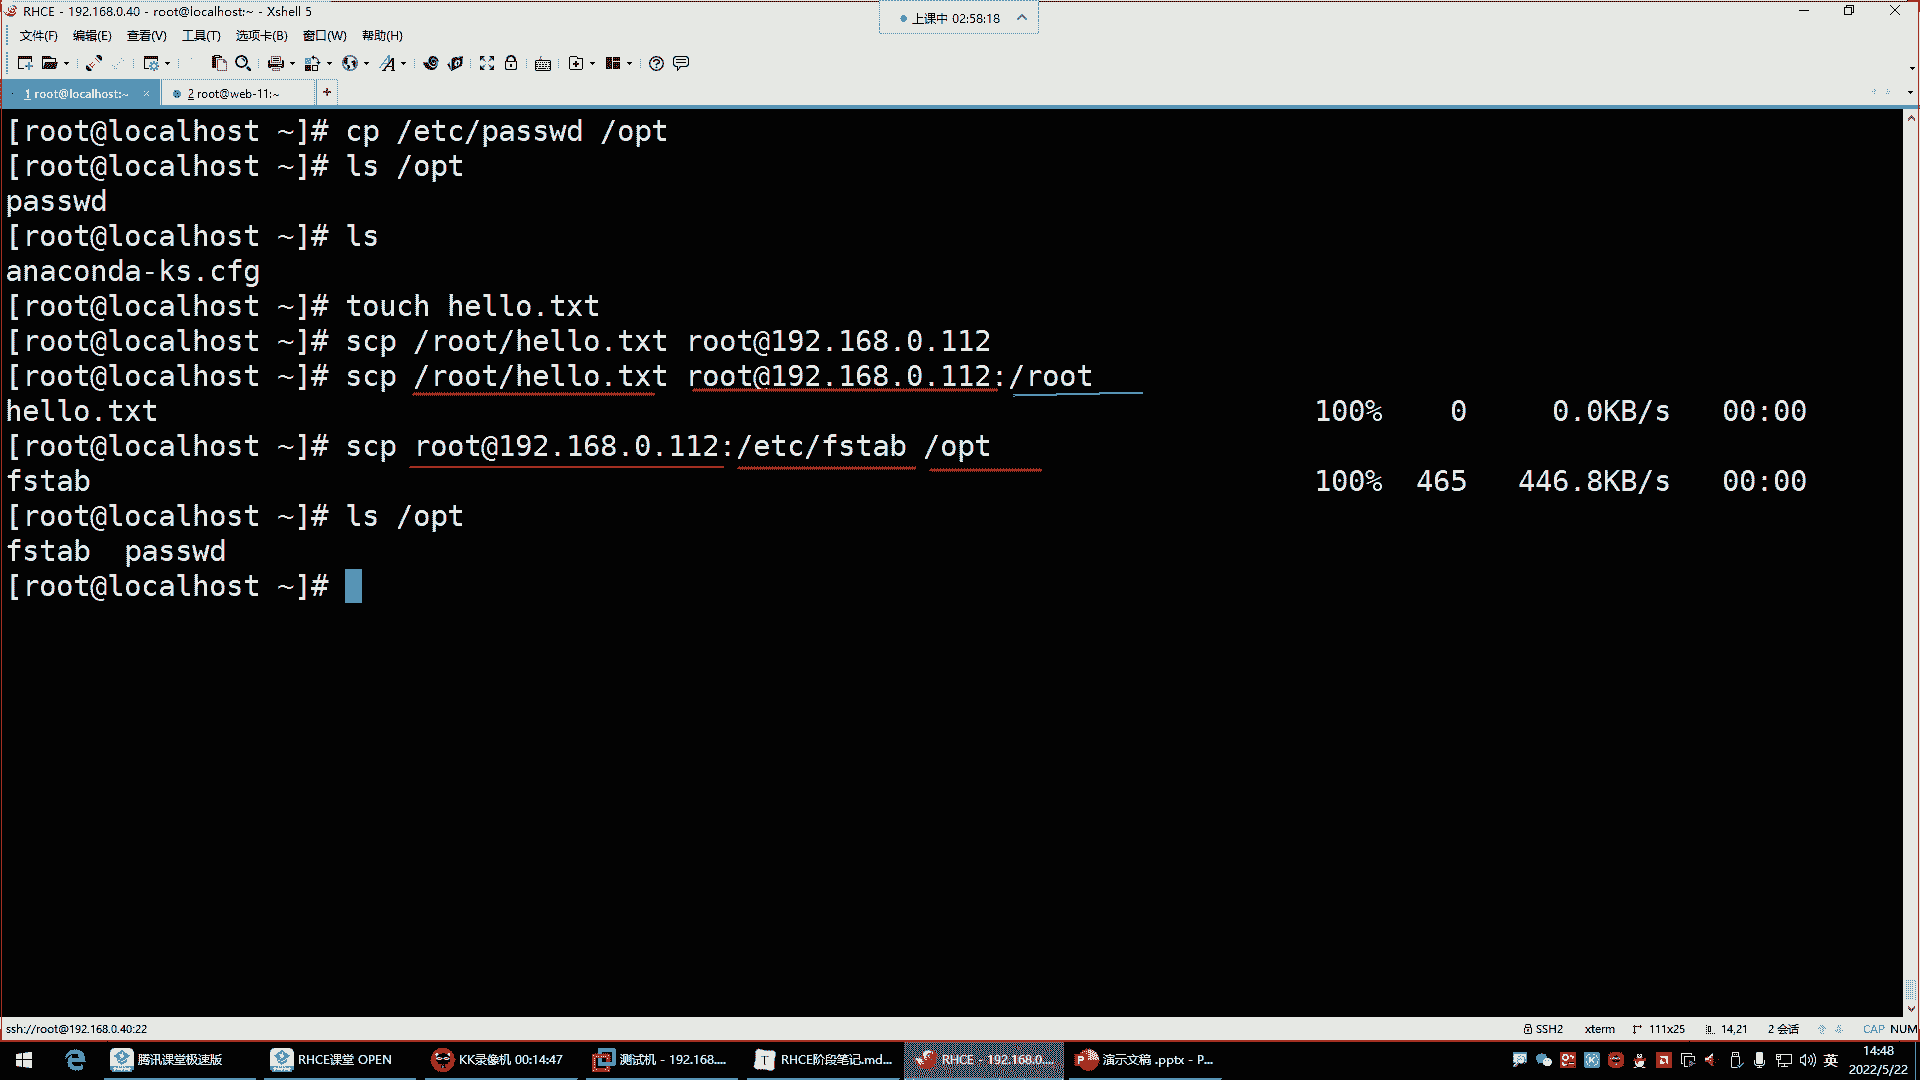 RHCE - 192.168.0.40 - root@localhost:~ - Xshell 5
上课中 02:58:18
文件(F) 编辑(E) 查看(V) 工具(T) 选项卡(B) 窗口(W) 帮助(H)
1 root@localhost:~ 2 root@web-11:~
[root@localhost ~]# cp /etc/passwd /opt
[root@localhost ~]# ls /opt
passwd
[root@localhost ~]# ls
anaconda-ks.cfg
[root@localhost ~]# touch hello.txt
[root@localhost ~]# scp /root/hello.txt root@192.168.0.112
[root@localhost ~]# scp /root/hello.txt root@192.168.0.112:/root
hello.txt 100% 0 0.0KB/s 00:00
[root@localhost ~]# scp root@192.168.0.112:/etc/fstab /opt
fstab 100% 465 446.8KB/s 00:00
[root@localhost ~]# ls /opt
fstab passwd
[root@localhost ~]#
ssh://root@192.168.0.40:22 SSH2 xterm 111x25 14,21 2 会话 CAP NUM
腾讯课堂极速版 RHCE课堂 OPEN KK录像机 00:14:47 测试机 - 192.168.... RHCE阶段笔记.md... RHCE - 192.168.0.... 演示文稿 .pptx - P... 英 14:48
2022/5/22